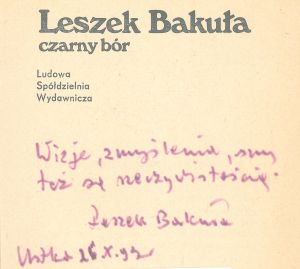 Leszek Bakuła
czarny bór
Ludowa
Spółdzielnia
Wydawnicza
Wizje, zmyślenia, sny
też są rzeczywistością.
Leszek Bakuła
Ustka 26.X.92